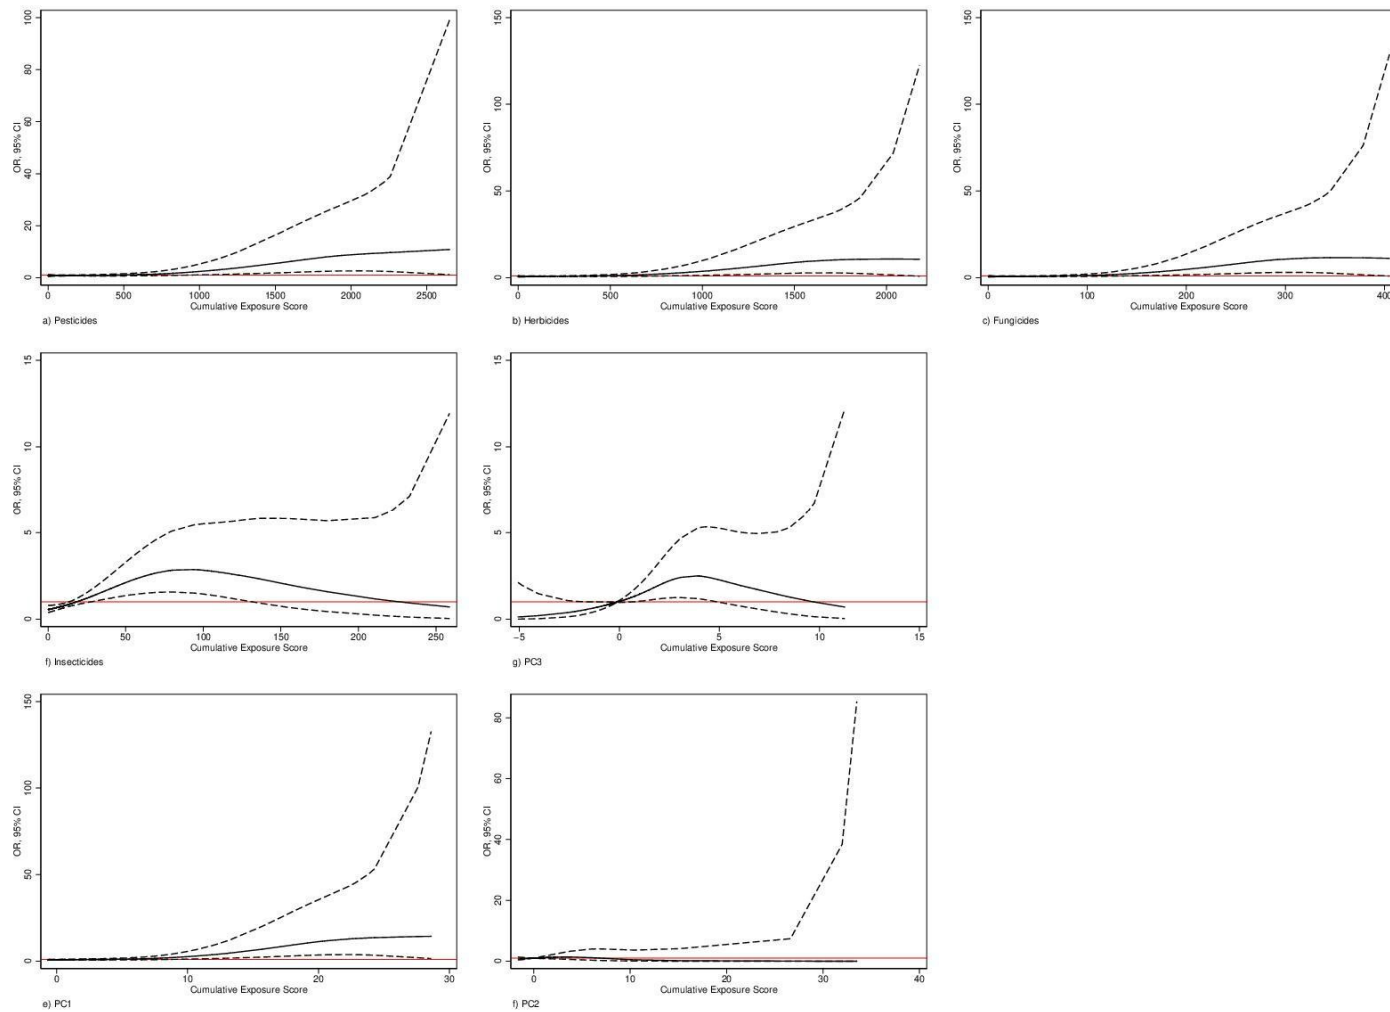 100
80
60
40
20
0
OR, 95% CI
0 500 1000 1500 2000 2500
Cumulative Exposure Score
a) Pesticides
150
100
50
0
OR, 95% CI
0 500 1000 1500 2000
Cumulative Exposure Score
b) Herbicides
150
100
50
0
OR, 95% CI
0 100 200 300 400
Cumulative Exposure Score
c) Fungicides
15
10
5
0
OR, 95% CI
0 50 100 150 200 250
Cumulative Exposure Score
f) Insecticides
15
10
5
0
OR, 95% CI
−5 0 5 10 15
Cumulative Exposure Score
g) PC3
150
100
50
0
OR, 95% CI
0 10 20 30
Cumulative Exposure Score
e) PC1
80
60
40
20
0
OR, 95% CI
0 10 20 30 40
Cumulative Exposure Score
f) PC2